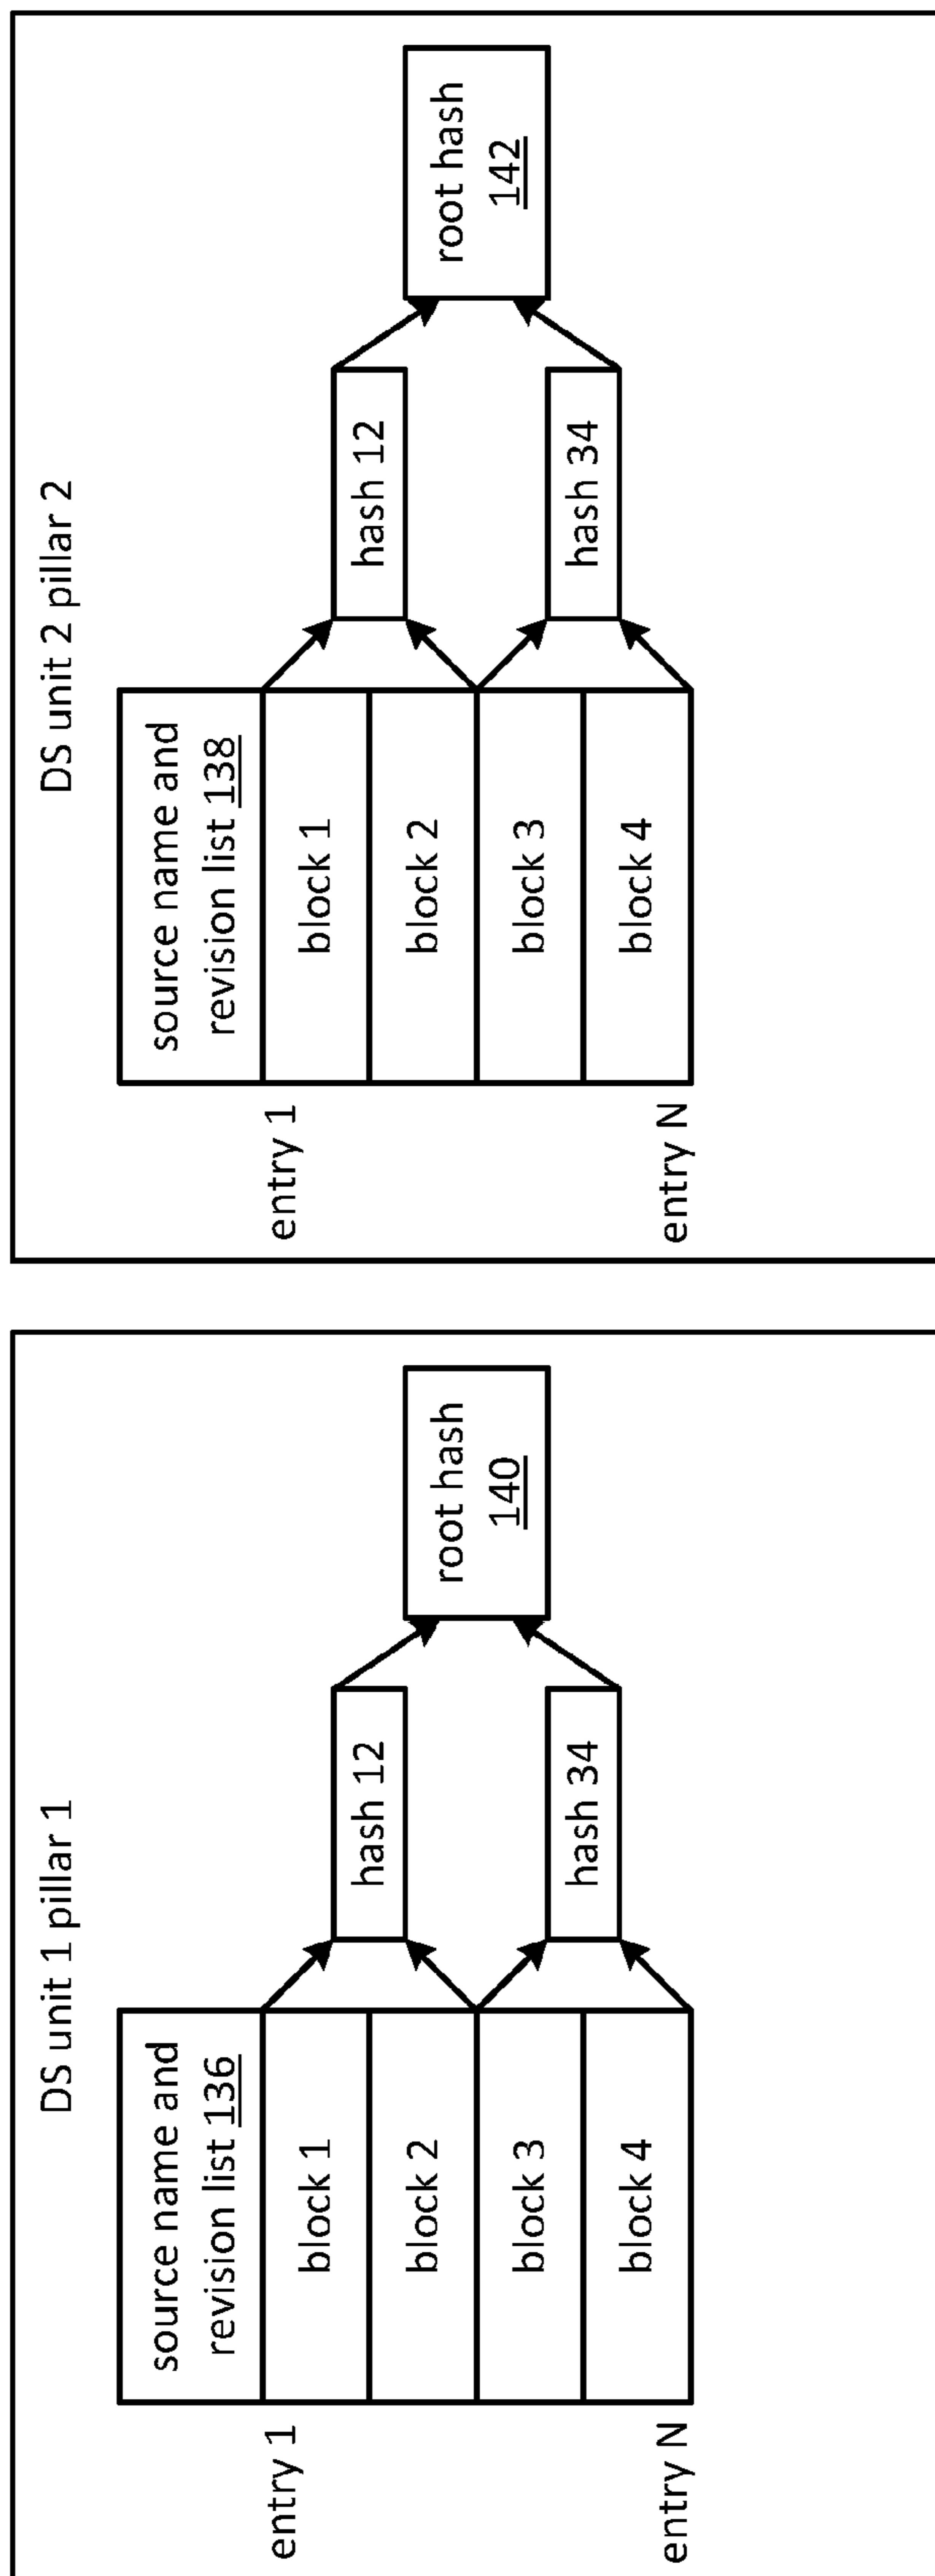 DS unit 1 pillar 1
source name and
revision list 136
entry 1
block 1
block 2
block 3
entry N
block 4
hash 12
hash 34
root hash
140
DS unit 2 pillar 2
source name and
revision list 138
entry 1
block 1
block 2
block 3
entry N
block 4
hash 12
hash 34
root hash
142